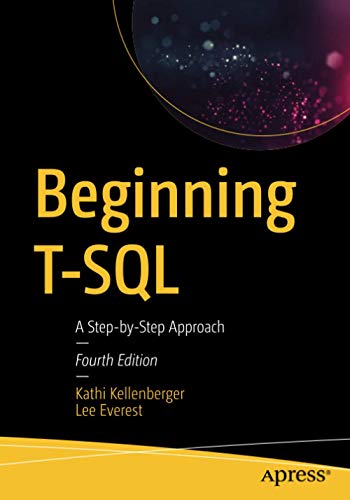 Beginning
T-SQL
A Step-by-Step Approach
Fourth Edition
Kathi Kellenberger
Lee Everest
Apress®